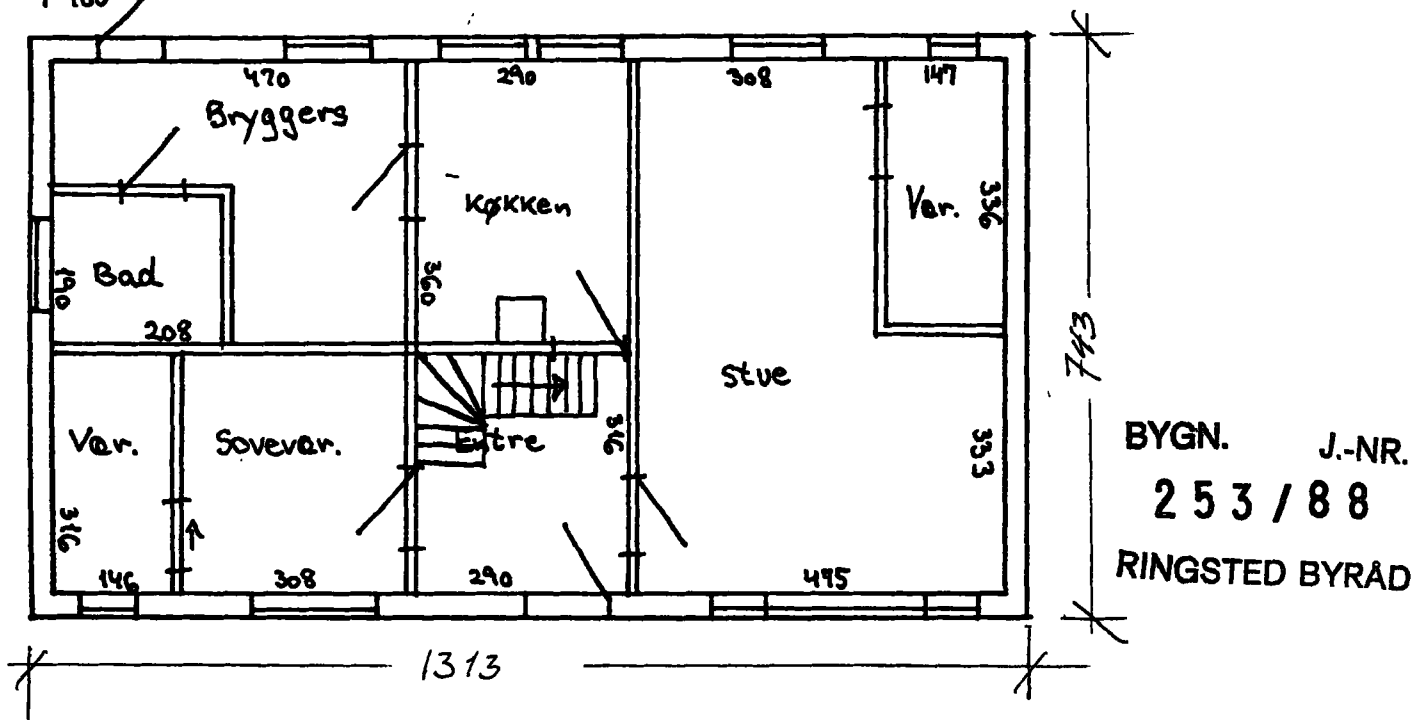 470
290
308
147
Bryggers
Køkken
Vær.
336
Bad
190
360
208
stue
743
Vær.
Sovevær.
Entre
316
333
316
146
308
290
495
1313
BYGN. J.-NR.
253/88
RINGSTED BYRÅD